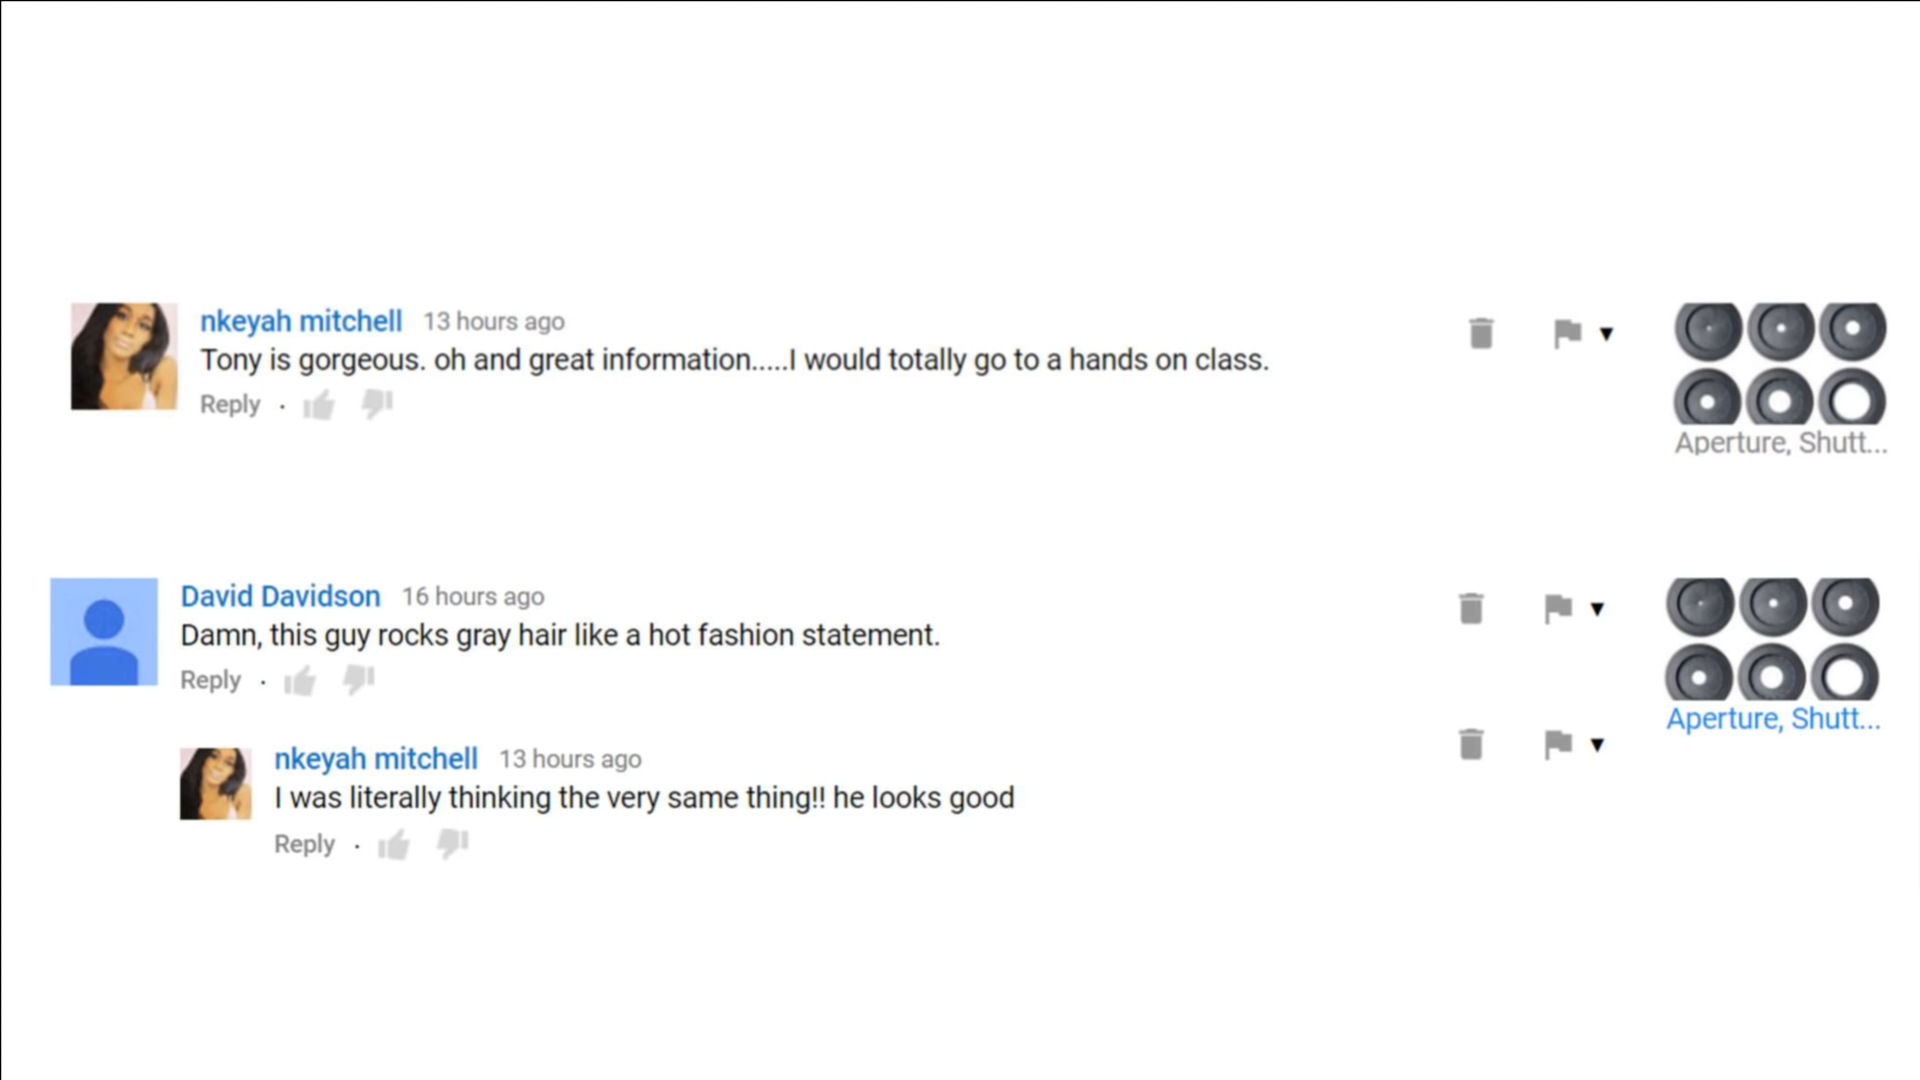 nkeyah mitchell 13 hours ago
Tony is gorgeous. oh and great information.....I would totally go to a hands on class.
Reply ·
Aperture, Shutt...
David Davidson 16 hours ago
Damn, this guy rocks gray hair like a hot fashion statement.
Reply ·
Aperture, Shutt...
nkeyah mitchell 13 hours ago
I was literally thinking the very same thing!! he looks good
Reply ·